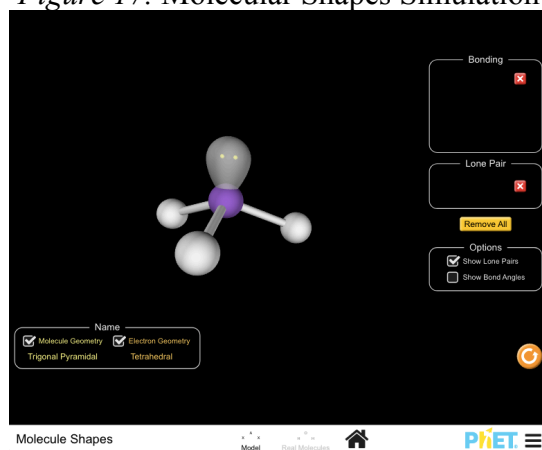 Figure 17. Molecular Shapes Simulation
Bonding
Lone Pair
Remove All
Options
Show Lone Pairs
Show Bond Angles
Name
Molecule Geometry
Electron Geometry
Trigonal Pyramidal
Tetrahedral
Molecule Shapes
Model
Real Molecules
PhET